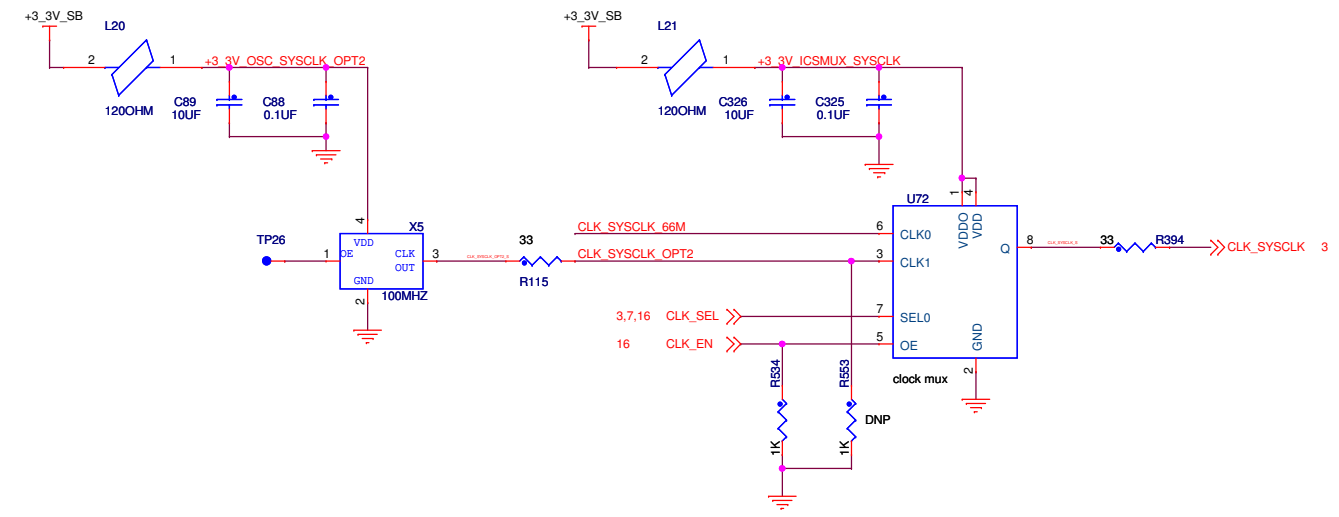 +3_3V_SB
L20
2
1
+3_3V_OSC_SYSCLK_OPT2
120OHM
C89
10UF
C88
0.1UF
+3_3V_SB
L21
2
1
+3_3V_ICSMUX_SYSCLK
120OHM
C326
10UF
C325
0.1UF
TP26
1
4
X5
VDD
OE
CLK
OUT
GND
3
2
100MHZ
CLK_SYSCLK_OPT2_S
33
R115
CLK_SYSCLK_66M
CLK_SYSCLK_OPT2
3,7,16 CLK_SEL
16 CLK_EN
6
3
7
5
1
4
U72
VDDO
VDD
CLK0
CLK1
SEL0
OE
Q
GND
8
2
clock mux
CLK_SYSCLK_S
33
R394
CLK_SYSCLK 3
R534
1K
R553
1K
DNP